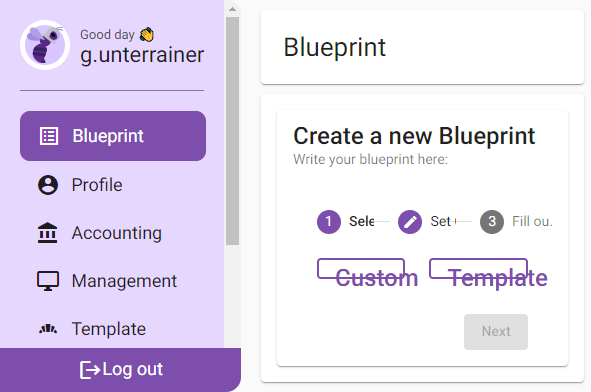 Good day 👏
g.unterrainer
Blueprint
Profile
Accounting
Management
Template
Log out
Blueprint
Create a new Blueprint
Write your blueprint here:
1 Sele Set 3 Fill ou.
Custom Template
Next